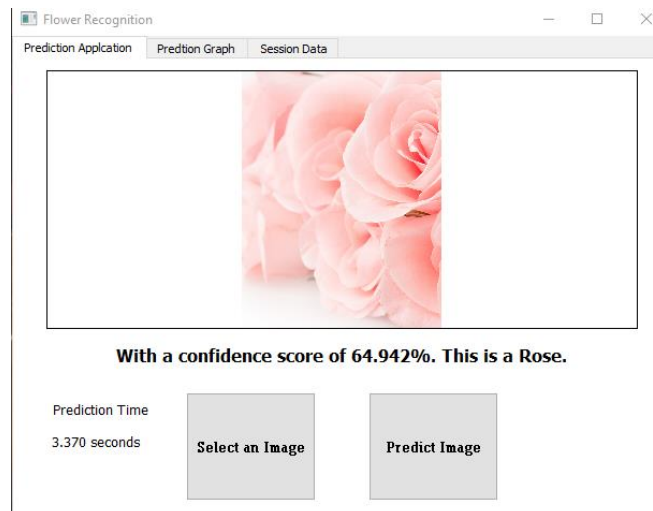 Flower Recognition
Prediction Applcation Predtion Graph Session Data
With a confidence score of 64.942%. This is a Rose.
Prediction Time
3.370 seconds
Select an Image Predict Image